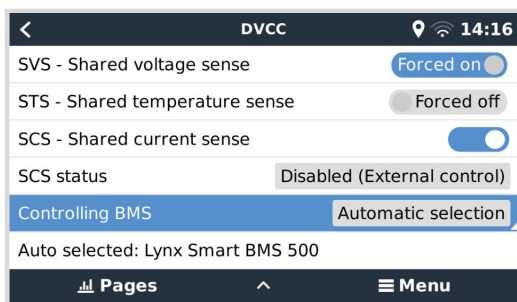 DVCC 14:16
SVS - Shared voltage sense Forced on
STS - Shared temperature sense Forced off
SCS - Shared current sense
SCS status Disabled (External control)
Controlling BMS Automatic selection
Auto selected: Lynx Smart BMS 500
Pages Menu